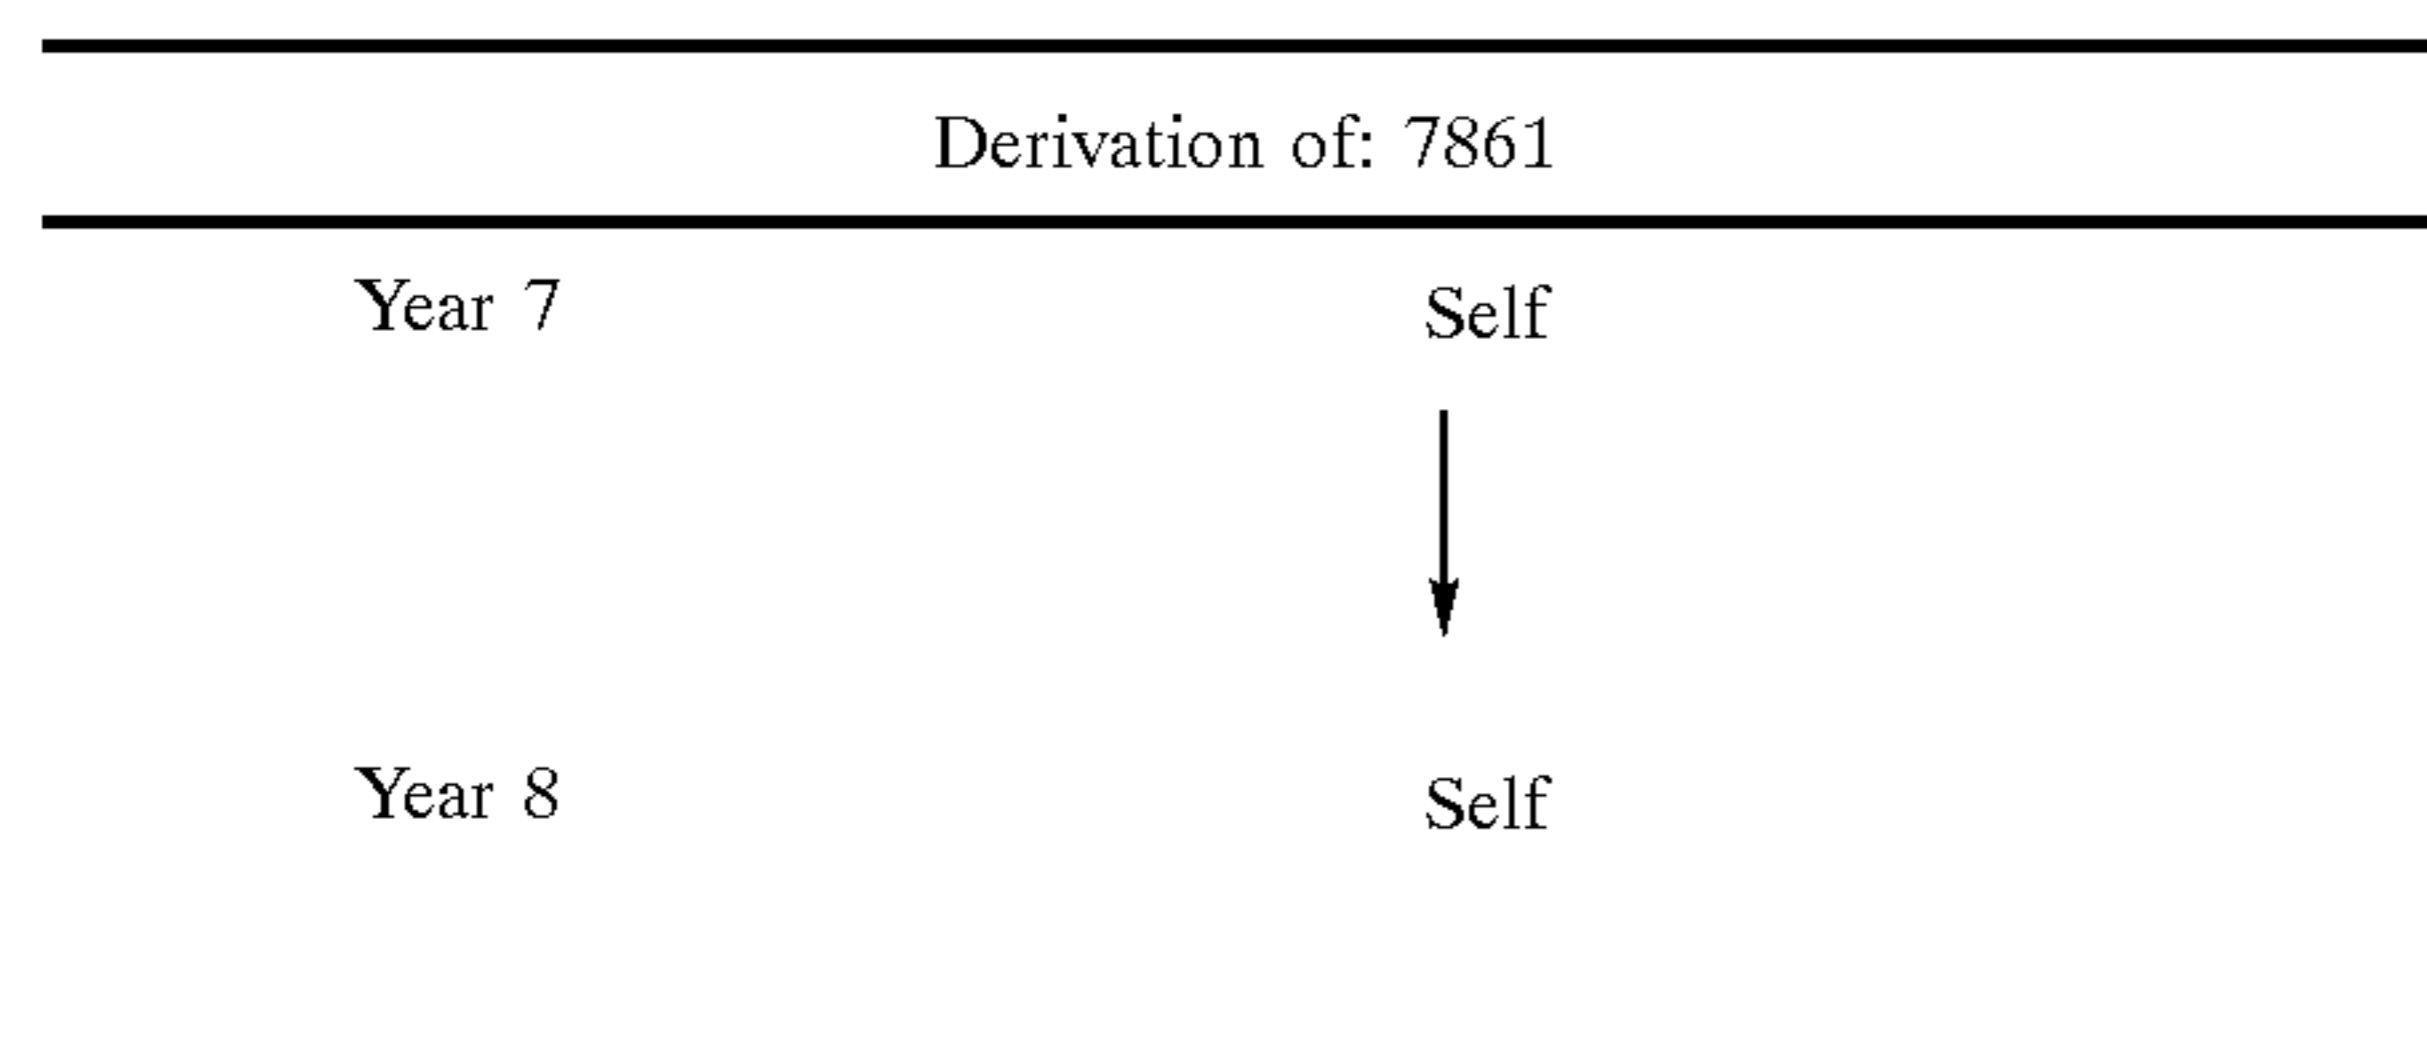 Derivation of: 7861
Year 7 Self
Year 8 Self